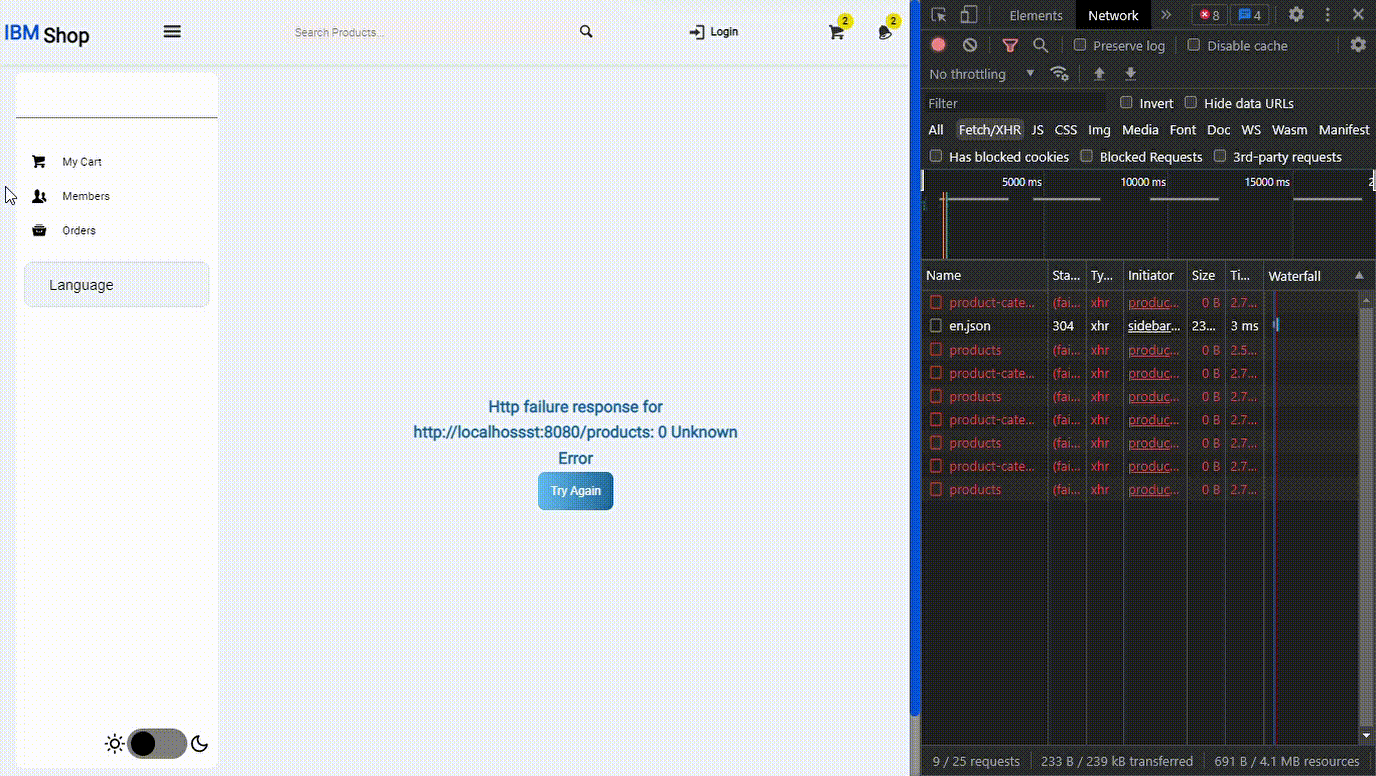 IBM Shop
Search Products...
Login
2
2
My Cart
Members
Orders
Language
Http failure response for
http://localhossst:8080/products: 0 Unknown
Error
Try Again
Elements Network 8 4
Preserve log Disable cache
No throttling
Filter Invert Hide data URLs
All Fetch/XHR JS CSS Img Media Font Doc WS Wasm Manifest
Has blocked cookies Blocked Requests 3rd-party requests
5000 ms 10000 ms 15000 ms 2
Name Sta... Ty... Initiator Size Ti... Waterfall
product-cate... (fai... xhr produc... 0 B 2.7...
en.json 304 xhr sidebar... 23... 3 ms
products (fai... xhr produc... 0 B 2.5...
product-cate... (fai... xhr produc... 0 B 2.7...
products (fai... xhr produc... 0 B 2.7...
product-cate... (fai... xhr produc... 0 B 2.7...
products (fai... xhr produc... 0 B 2.7...
product-cate... (fai... xhr produc... 0 B 2.7...
products (fai... xhr produc... 0 B 2.7...
9 / 25 requests 233 B / 239 kB transferred 691 B / 4.1 MB resources